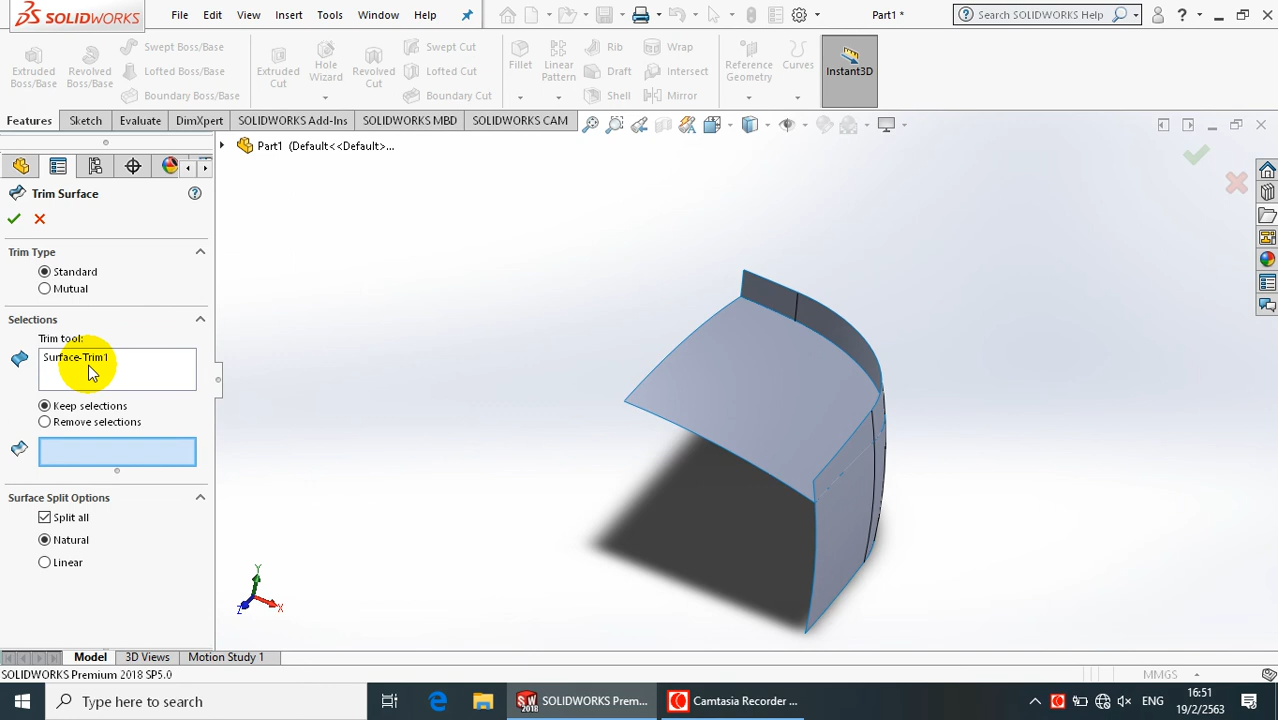 SOLIDWORKS File Edit View Insert Tools Window Help Search SOLIDWORKS Help
Part1 *
Extruded Boss/Base
Revolved Boss/Base
Swept Boss/Base
Lofted Boss/Base
Boundary Boss/Base
Extruded Cut
Hole Wizard
Revolved Cut
Swept Cut
Lofted Cut
Boundary Cut
Fillet
Linear Pattern
Rib
Draft
Shell
Wrap
Intersect
Mirror
Reference Geometry
Curves
Instant3D
Features Sketch Evaluate DimXpert SOLIDWORKS Add-Ins SOLIDWORKS MBD SOLIDWORKS CAM
Part1 (Default<<Default>...
Trim Surface
Trim Type
Standard
Mutual
Selections
Trim tool:
Surface-Trim1
Keep selections
Remove selections
Surface Split Options
Split all
Natural
Linear
Y
Z
X
Model 3D Views Motion Study 1
SOLIDWORKS Premium 2018 SP5.0
MMGS
Type here to search
SW 2018
SOLIDWORKS Prem...
Camtasia Recorder ...
ENG
16:51
19/2/2563